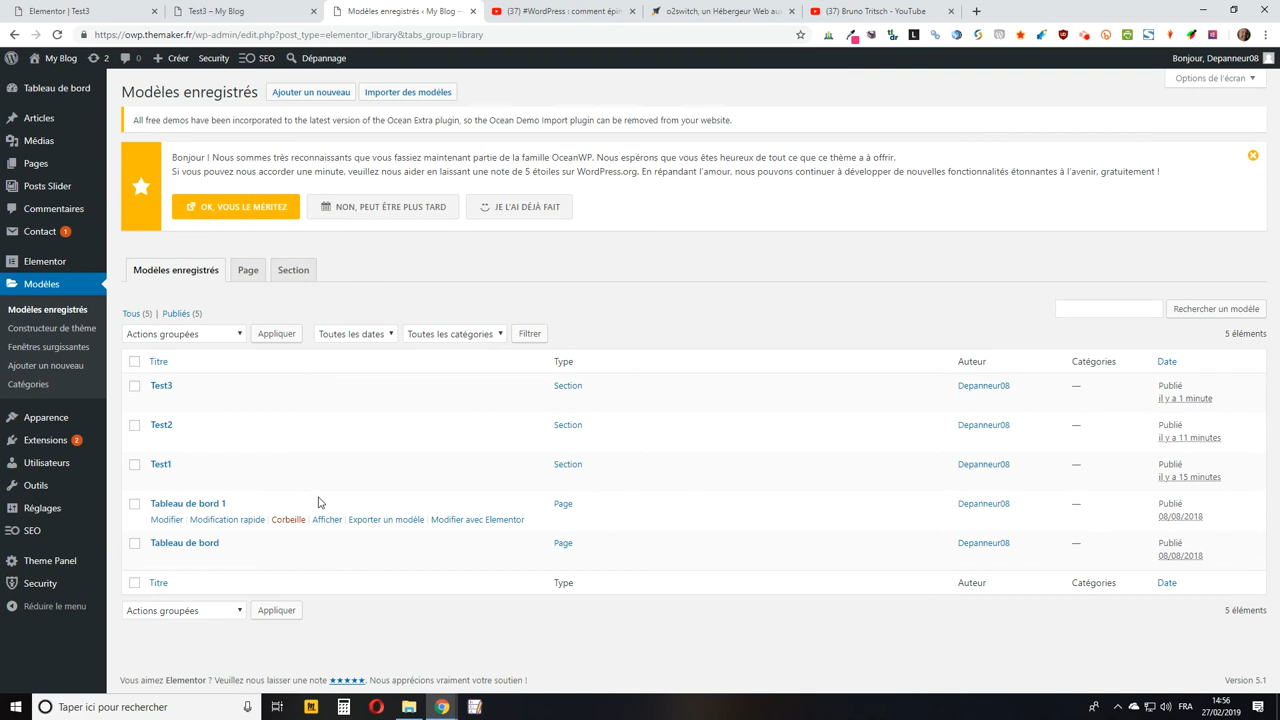 Elementor | Test3
Test3 – My Blog
Modèles enregistrés ‹ My Blog —
(37) #WordPress : comment épin
o2switch, un Hébergeur Web aux
(37) Bruno Tritsch - YouTube
https://owp.themaker.fr/wp-admin/edit.php?post_type=elementor_library&tabs_group=library
My Blog 2 0 Créer Security SEO Dépannage Bonjour, Depanneur08
Tableau de bord
Articles
Médias
Pages
Posts Slider
Commentaires
Contact 1
Elementor
Modèles
Modèles enregistrés
Constructeur de thème
Fenêtres surgissantes
Ajouter un nouveau
Catégories
Apparence
Extensions 2
Utilisateurs
Outils
Réglages
SEO
Theme Panel
Security
Réduire le menu
Options de l'écran
Modèles enregistrés Ajouter un nouveau Importer des modèles
All free demos have been incorporated to the latest version of the Ocean Extra plugin, so the Ocean Demo Import plugin can be removed from your website.
Bonjour ! Nous sommes très reconnaissants que vous fassiez maintenant partie de la famille OceanWP. Nous espérons que vous êtes heureux de tout ce que ce thème a à offrir.
Si vous pouvez nous accorder une minute, veuillez nous aider en laissant une note de 5 étoiles sur WordPress.org. En répandant l'amour, nous pouvons continuer à développer de nouvelles fonctionnalités étonnantes à l'avenir, gratuitement !
OK, VOUS LE MÉRITEZ NON, PEUT ÊTRE PLUS TARD JE L'AI DÉJÀ FAIT
Modèles enregistrés Page Section
Tous (5) | Publiés (5)
Rechercher un modèle
Actions groupées Appliquer Toutes les dates Toutes les catégories Filtrer 5 éléments
Titre Type Auteur Catégories Date
Test3 Section Depanneur08 — Publié
il y a 1 minute
Test2 Section Depanneur08 — Publié
il y a 11 minutes
Test1 Section Depanneur08 — Publié
il y a 15 minutes
Tableau de bord 1 Page Depanneur08 — Publié
Modifier | Modification rapide | Corbeille | Afficher | Exporter un modèle | Modifier avec Elementor 08/08/2018
Tableau de bord Page Depanneur08 — Publié
08/08/2018
Titre Type Auteur Catégories Date
Actions groupées Appliquer 5 éléments
Vous aimez Elementor ? Veuillez nous laisser une note ★★★★★. Nous apprécions vraiment votre soutien ! Version 5.1
Taper ici pour rechercher
FRA
14:56
27/02/2019